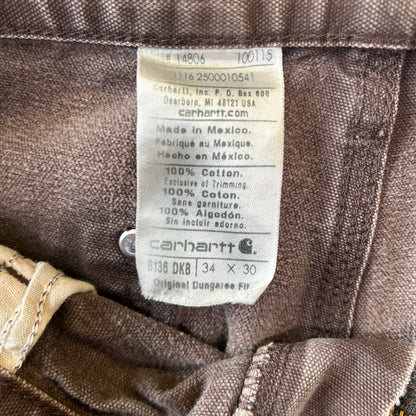 # 14806 100115
1116 2500010541
Carhartt, Inc. P.O. Box 600
Dearborn, MI 48121 USA
carhartt.com
Made in Mexico.
Fabriqué au Mexique.
Hecho en México.
100% Cotton.
Exclusive of Trimming.
100% Coton.
Sans garniture.
100% Algodón.
Sin incluir adorno.
carhartt
B136 DKB 34 X 30
Original Dungaree Fit